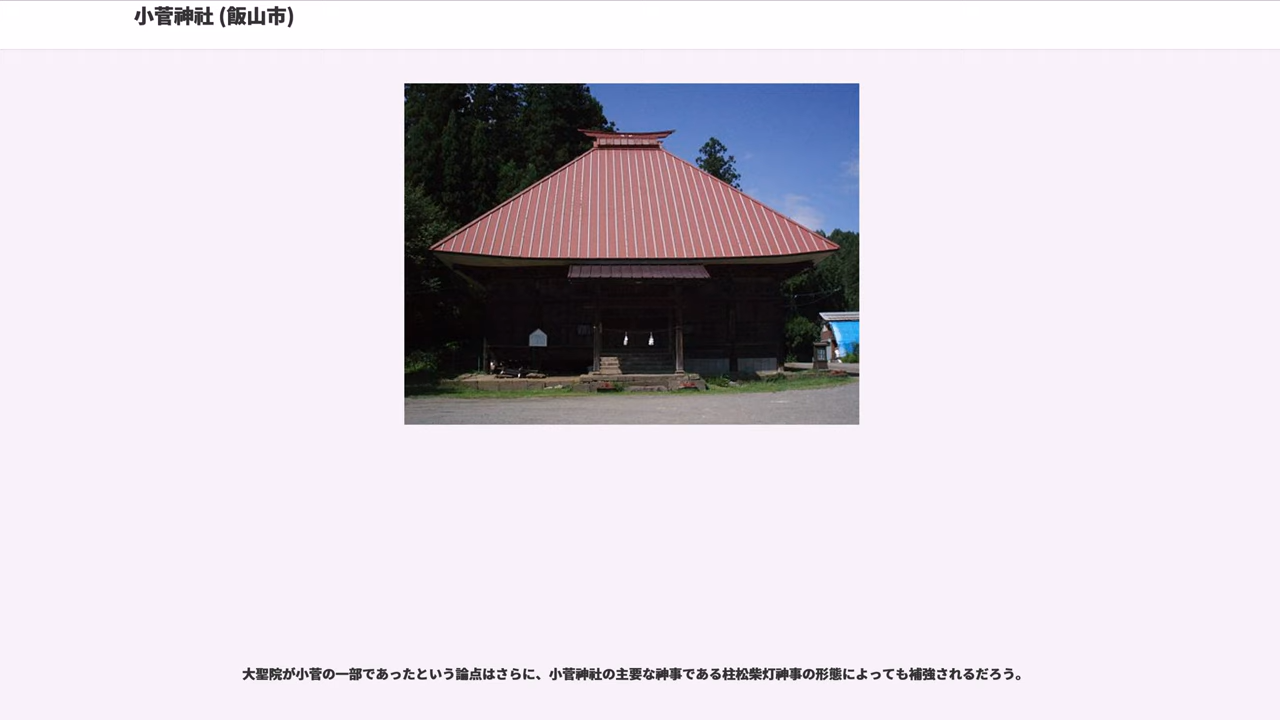 小菅神社 (飯山市)
大聖院が小菅の一部であったという論点はさらに、小菅神社の主要な神事である柱松柴灯神事の形態によっても補強されるだろう。